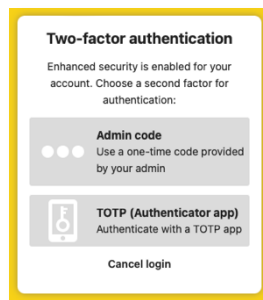 Two-factor authentication
Enhanced security is enabled for your
account. Choose a second factor for
authentication:
Admin code
Use a one-time code provided
by your admin
TOTP (Authenticator app)
Authenticate with a TOTP app
Cancel login